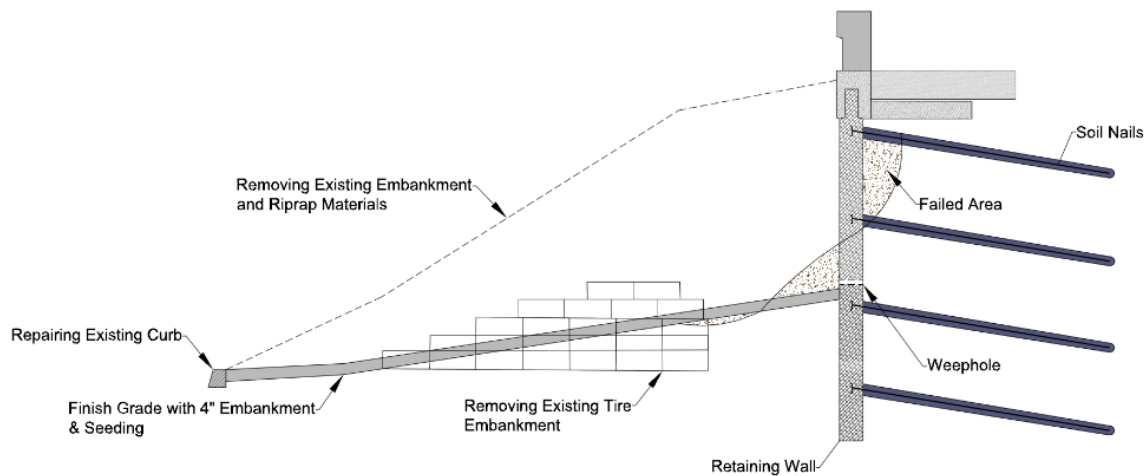 Soil Nails
Removing Existing Embankment
and Riprap Materials
Failed Area
Repairing Existing Curb
Weephole
Finish Grade with 4" Embankment
& Seeding
Removing Existing Tire
Embankment
Retaining Wall